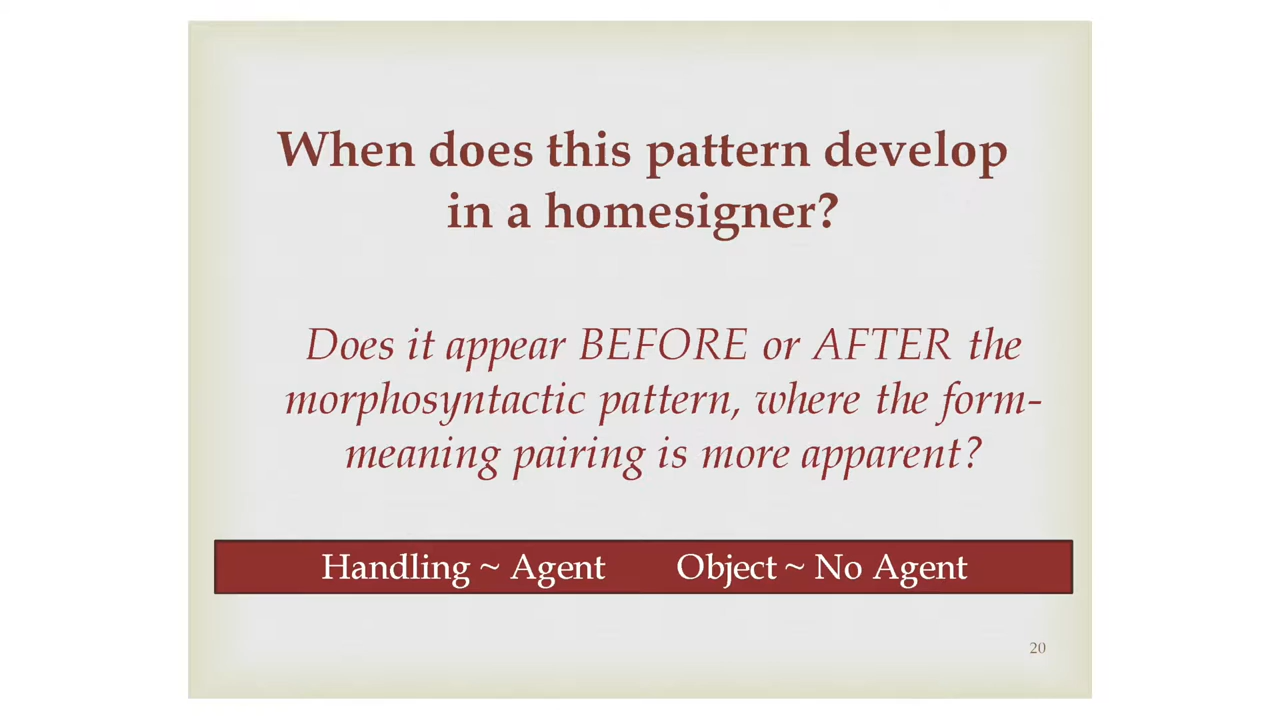 When does this pattern develop
in a homesigner?
Does it appear BEFORE or AFTER the
morphosyntactic pattern, where the form-
meaning pairing is more apparent?
Handling ~ Agent Object ~ No Agent
20